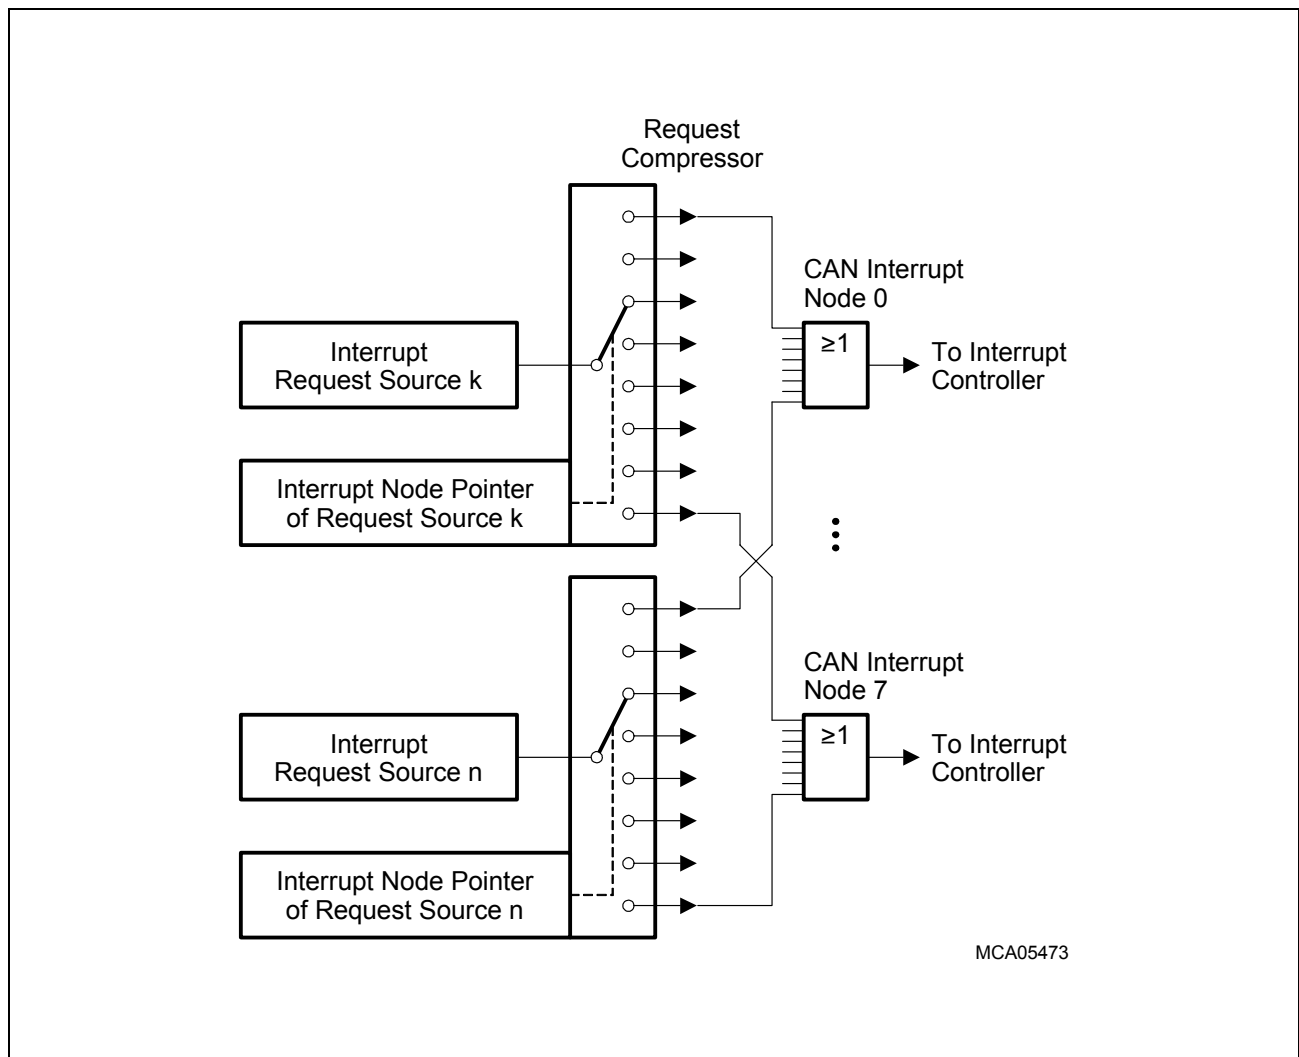 Request
Compressor
CAN Interrupt
Node 0
≥1
To Interrupt
Controller
Interrupt
Request Source k
Interrupt Node Pointer
of Request Source k
CAN Interrupt
Node 7
≥1
To Interrupt
Controller
Interrupt
Request Source n
Interrupt Node Pointer
of Request Source n
MCA05473